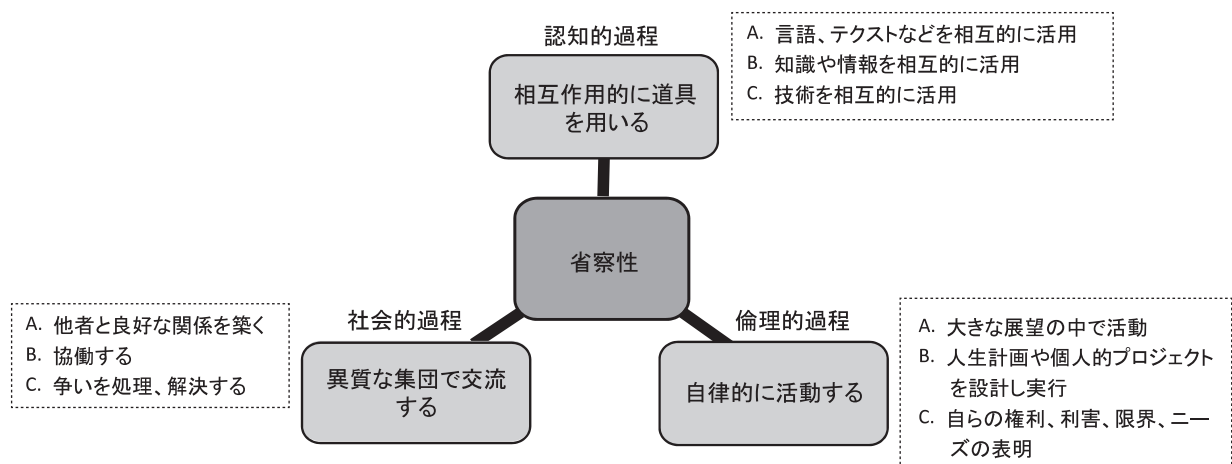 認知的過程
相互作用的に道具
を用いる
A. 言語、テクストなどを相互的に活用
B. 知識や情報を相互的に活用
C. 技術を相互的に活用
省察性
社会的過程
異質な集団で交流
する
A. 他者と良好な関係を築く
B. 協働する
C. 争いを処理、解決する
倫理的過程
自律的に活動する
A. 大きな展望の中で活動
B. 人生計画や個人的プロジェクト
を設計し実行
C. 自らの権利、利害、限界、ニー
ズの表明